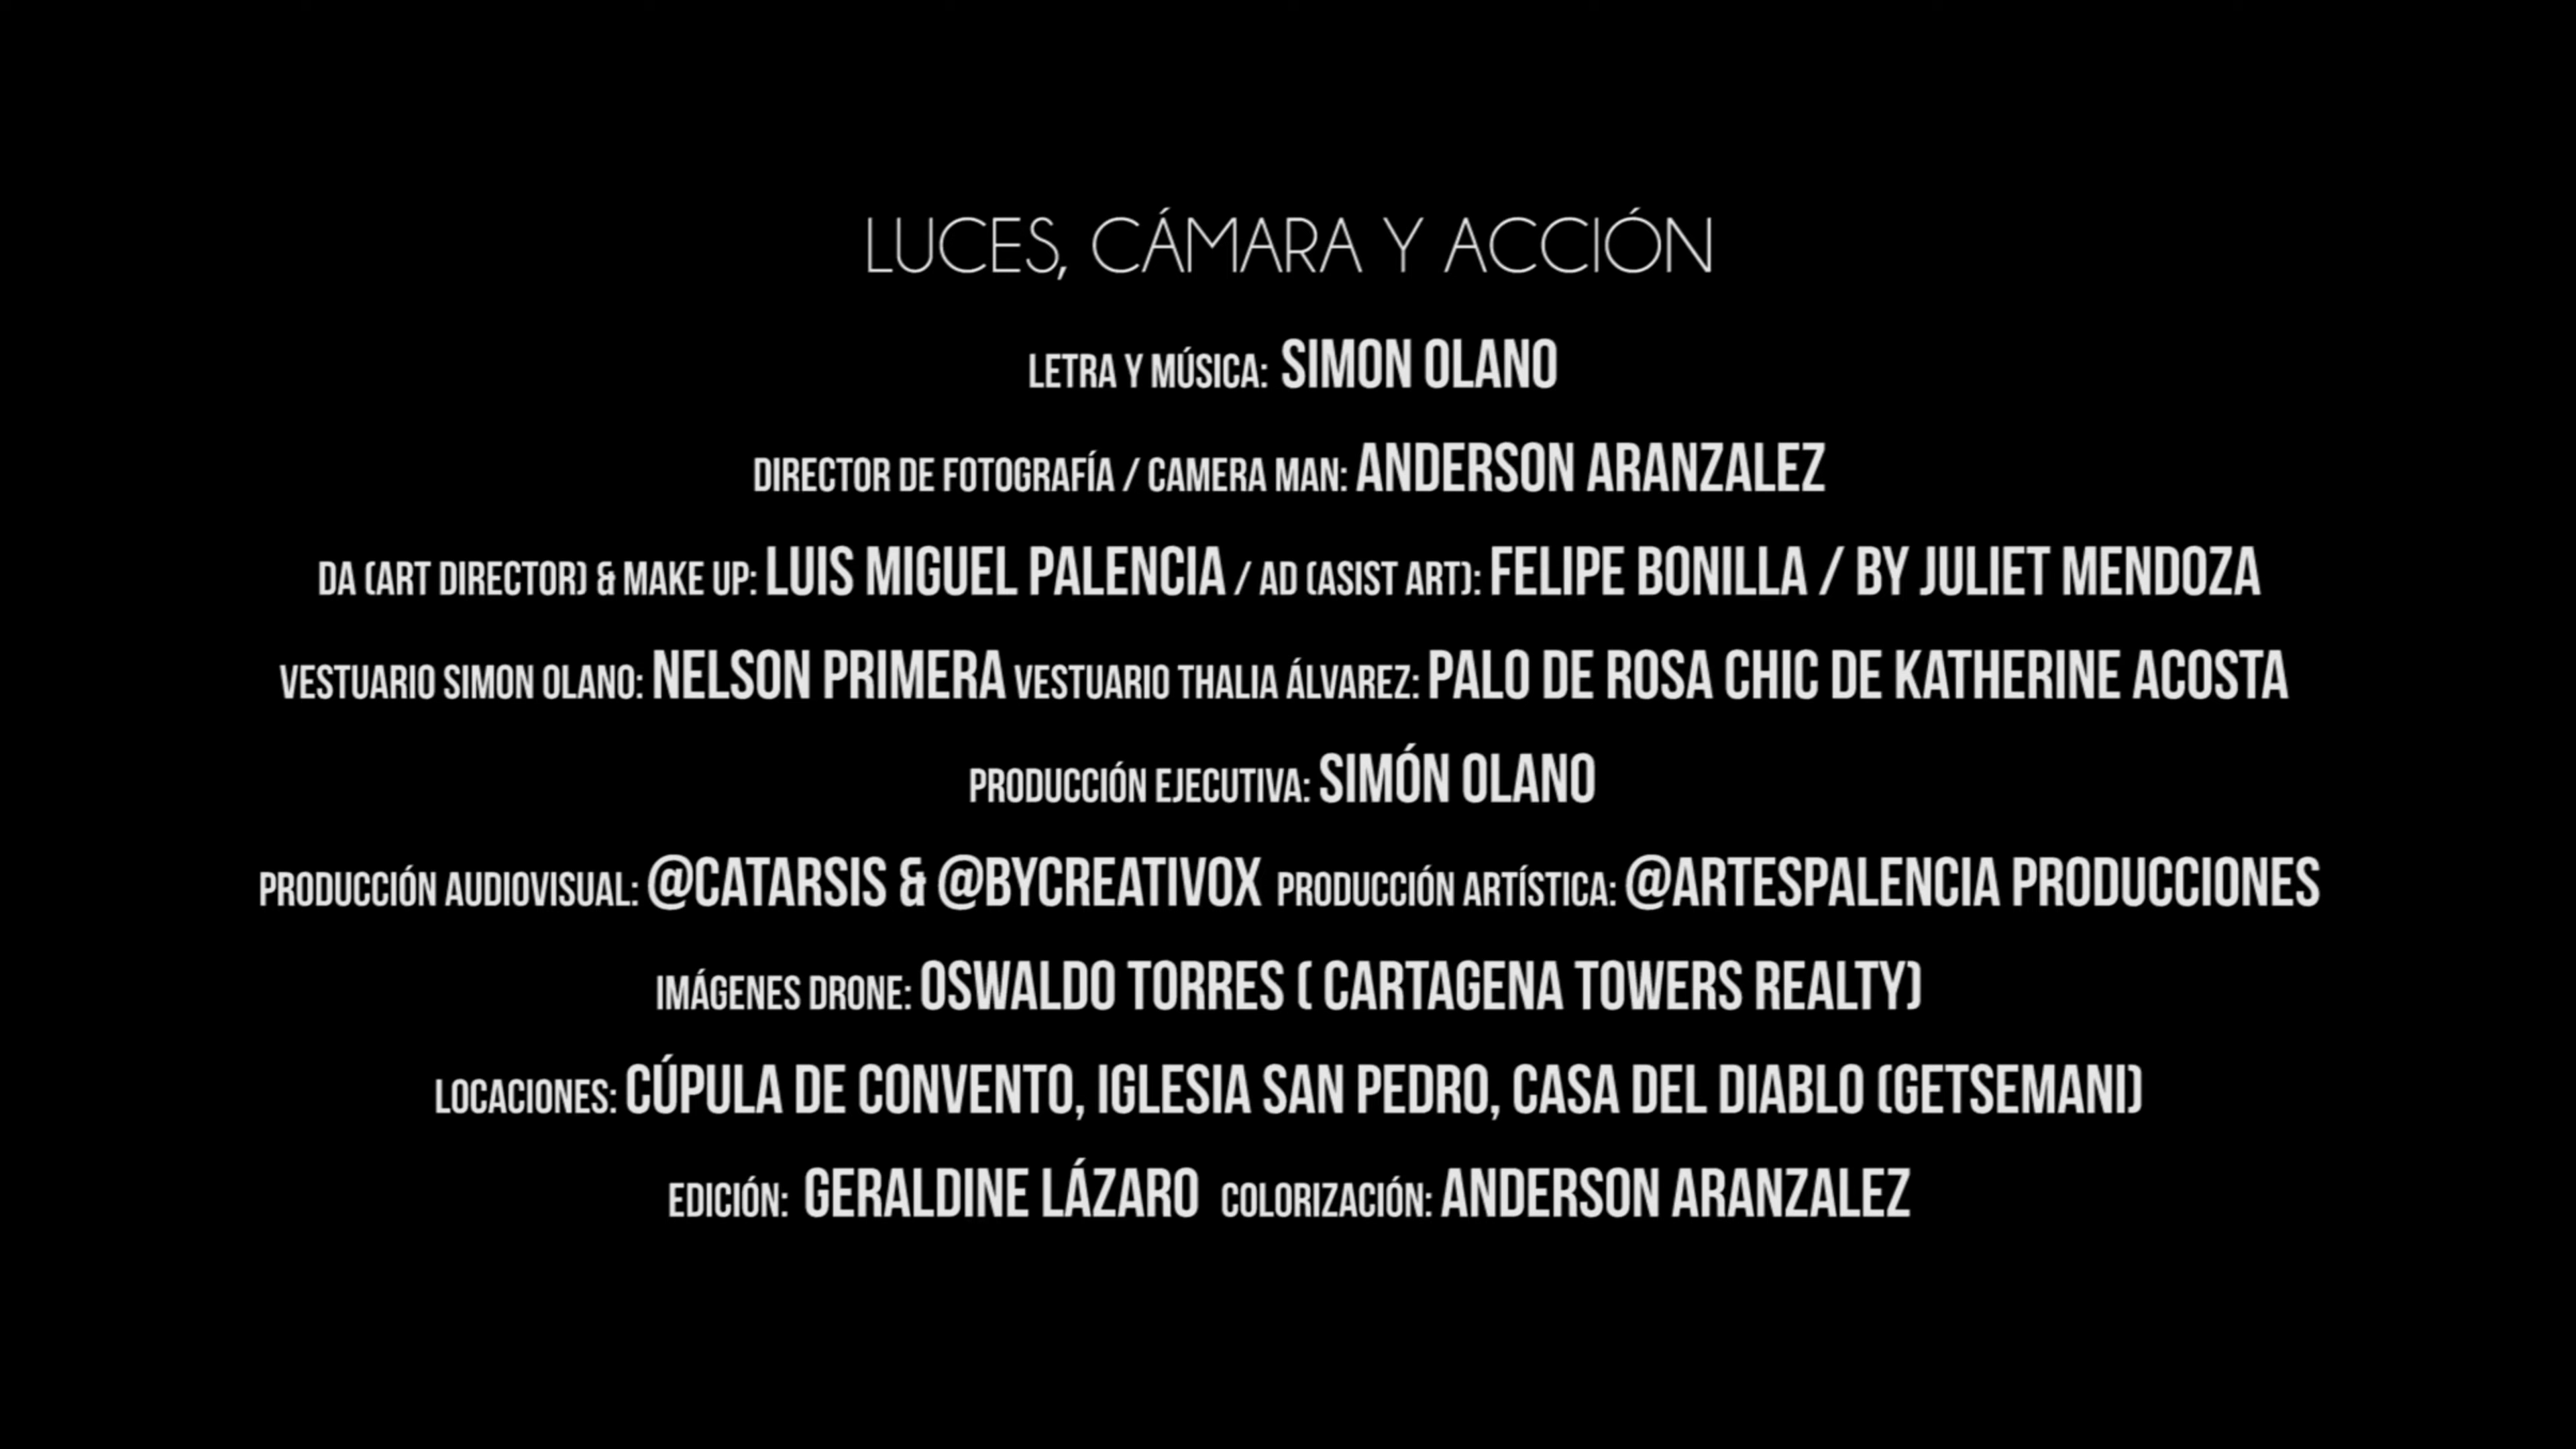 LUCES, CÁMARA Y ACCIÓN
LETRA Y MÚSICA: SIMON OLANO
DIRECTOR DE FOTOGRAFÍA / CAMERA MAN: ANDERSON ARANZALEZ
DA (ART DIRECTOR) & MAKE UP: LUIS MIGUEL PALENCIA / AD (ASIST ART): FELIPE BONILLA / BY JULIET MENDOZA
VESTUARIO SIMON OLANO: NELSON PRIMERA VESTUARIO THALIA ÁLVAREZ: PALO DE ROSA CHIC DE KATHERINE ACOSTA
PRODUCCIÓN EJECUTIVA: SIMÓN OLANO
PRODUCCIÓN AUDIOVISUAL: @CATARSIS & @BYCREATIVOX PRODUCCIÓN ARTÍSTICA: @ARTESPALENCIA PRODUCCIONES
IMÁGENES DRONE: OSWALDO TORRES ( CARTAGENA TOWERS REALTY)
LOCACIONES: CÚPULA DE CONVENTO, IGLESIA SAN PEDRO, CASA DEL DIABLO (GETSEMANI)
EDICIÓN: GERALDINE LÁZARO COLORIZACIÓN: ANDERSON ARANZALEZ